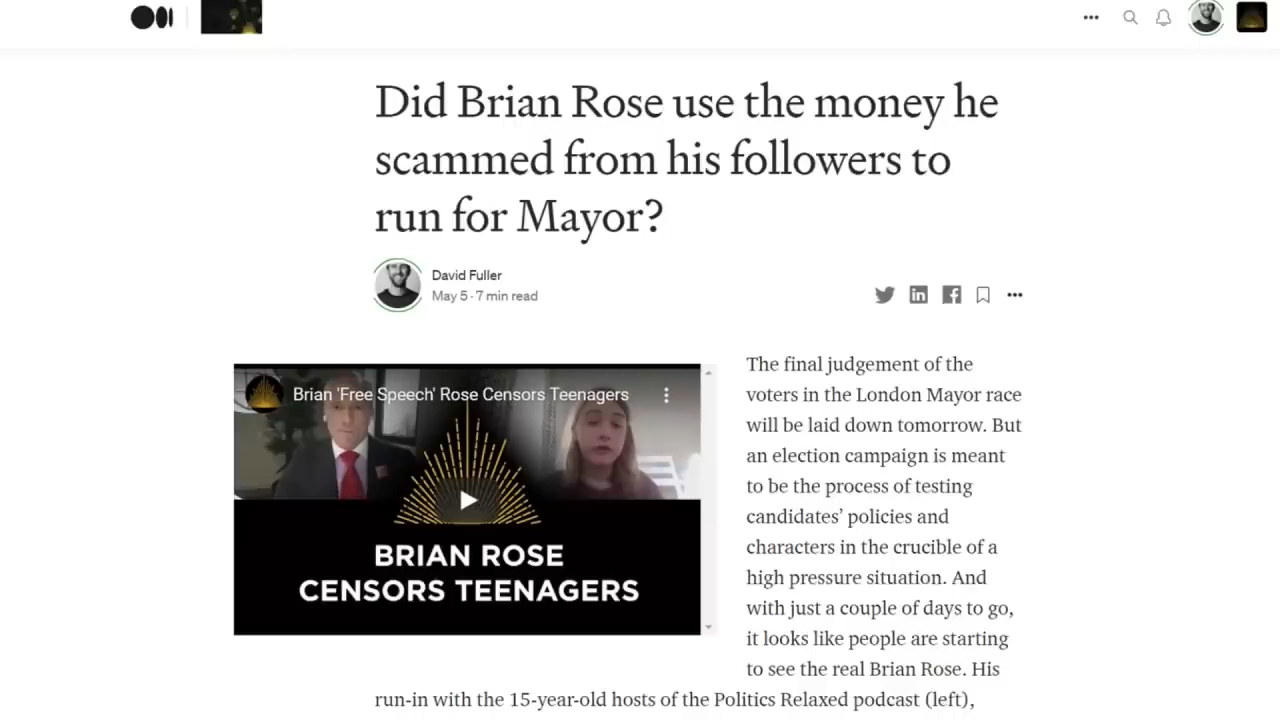 Did Brian Rose use the money he
scammed from his followers to
run for Mayor?
David Fuller
May 5 · 7 min read
Brian 'Free Speech' Rose Censors Teenagers
BRIAN ROSE
CENSORS TEENAGERS
The final judgement of the
voters in the London Mayor race
will be laid down tomorrow. But
an election campaign is meant
to be the process of testing
candidates’ policies and
characters in the crucible of a
high pressure situation. And
with just a couple of days to go,
it looks like people are starting
to see the real Brian Rose. His
run-in with the 15-year-old hosts of the Politics Relaxed podcast (left),